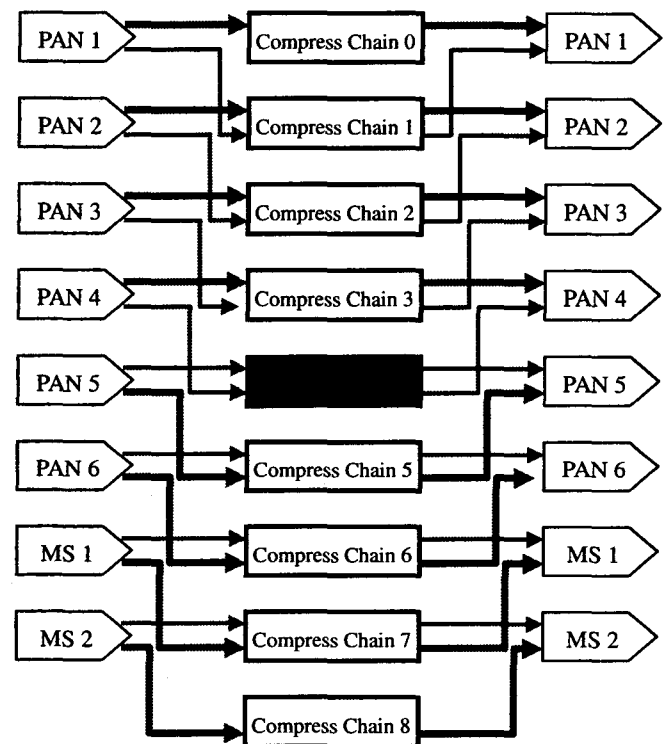 PAN 1 Compress Chain 0 PAN 1
PAN 2 Compress Chain 1 PAN 2
PAN 3 Compress Chain 2 PAN 3
PAN 4 Compress Chain 3 PAN 4
PAN 5 PAN 5
PAN 6 Compress Chain 5 PAN 6
MS 1 Compress Chain 6 MS 1
MS 2 Compress Chain 7 MS 2
Compress Chain 8